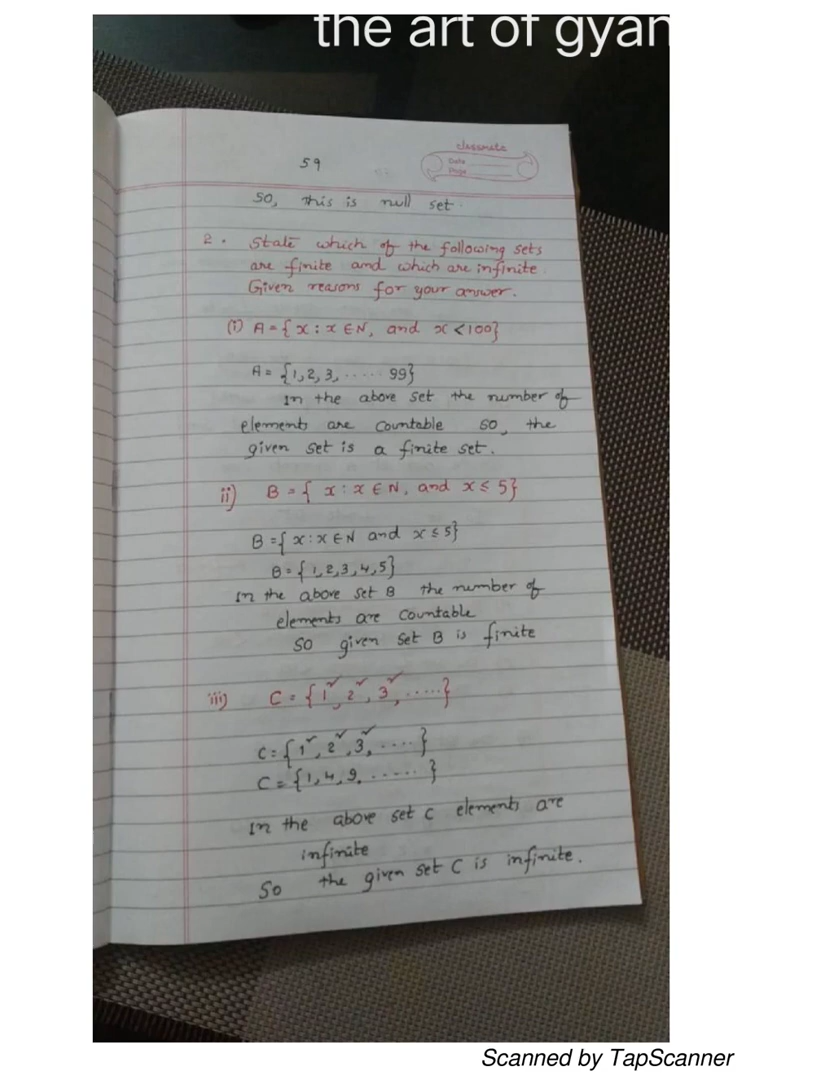 the art of gyan
classmate
Date
Page
59
So, this is null set.
2. State which of the following sets
are finite and which are infinite.
Given reasons for your answer.
(i) A = { x : x ∈ N, and x < 100}
A = {1, 2, 3, ..... 99}
In the above set the number of
elements are countable so, the
given set is a finite set.
ii) B = { x : x ∈ N, and x ≤ 5}
B = { x : x ∈ N and x ≤ 5}
B = { 1, 2, 3, 4, 5}
In the above set B the number of
elements are countable
so given set B is finite
iii) C = { 1², 2², 3², .....}
C = { 1², 2², 3², .... }
C = {1, 4, 9, ...... }
In the above set C elements are
infinite
So the given set C is infinite.
Scanned by TapScanner